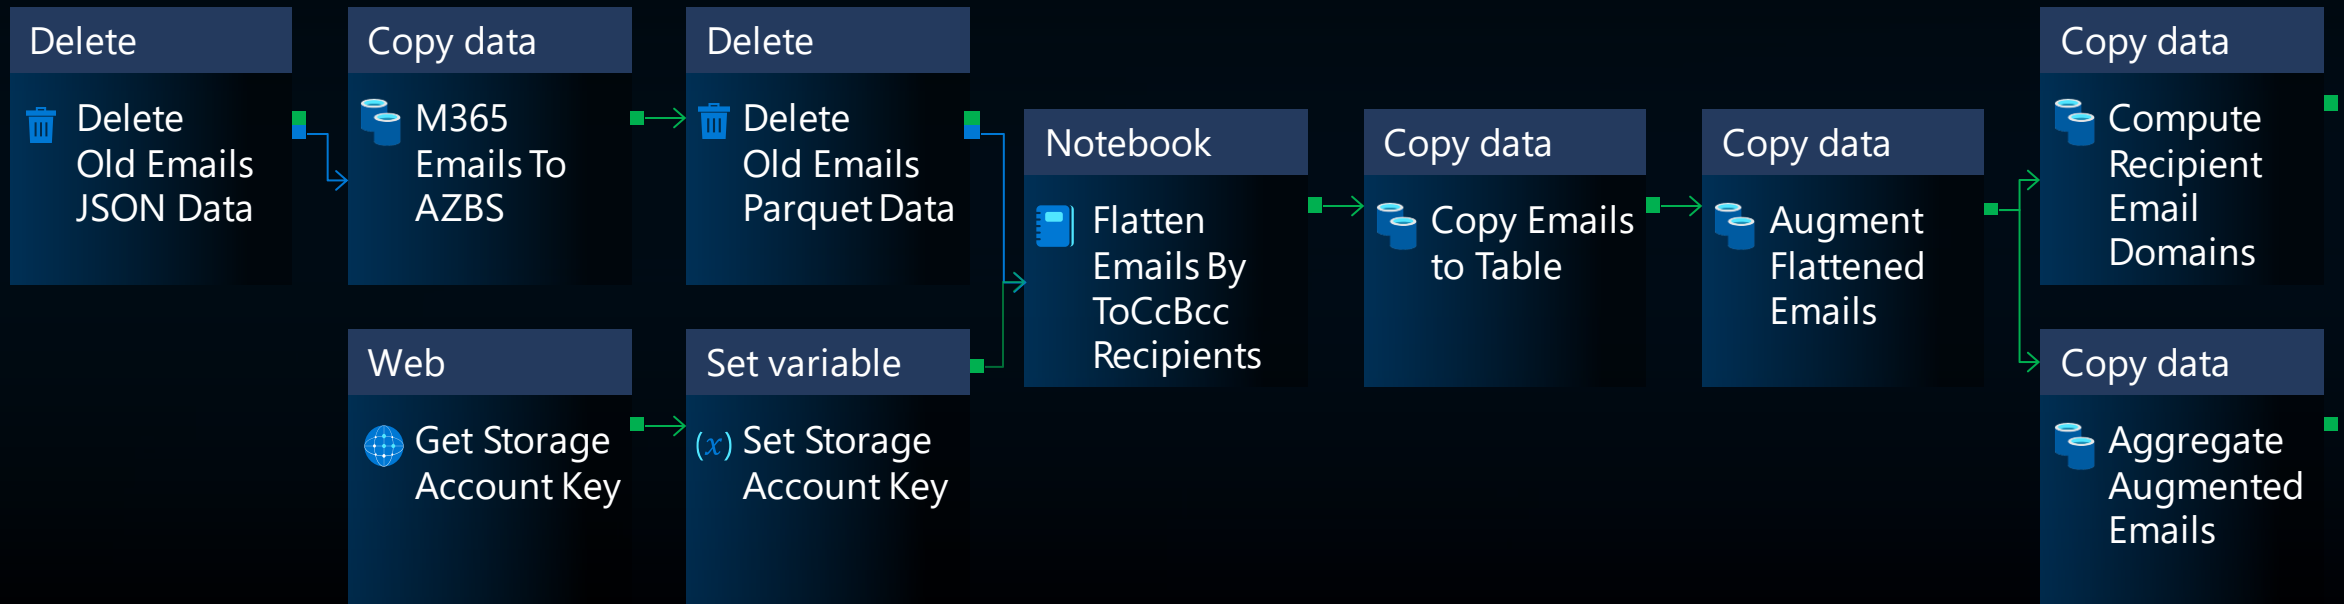 Delete
Delete
Old Emails
JSON Data
Copy data
M365
Emails To
AZBS
Delete
Delete
Old Emails
Parquet Data
Web
Get Storage
Account Key
Set variable
(x)
Set Storage
Account Key
Notebook
Flatten
Emails By
ToCcBcc
Recipients
Copy data
Copy Emails
to Table
Copy data
Augment
Flattened
Emails
Copy data
Compute
Recipient
Email
Domains
Copy data
Aggregate
Augmented
Emails